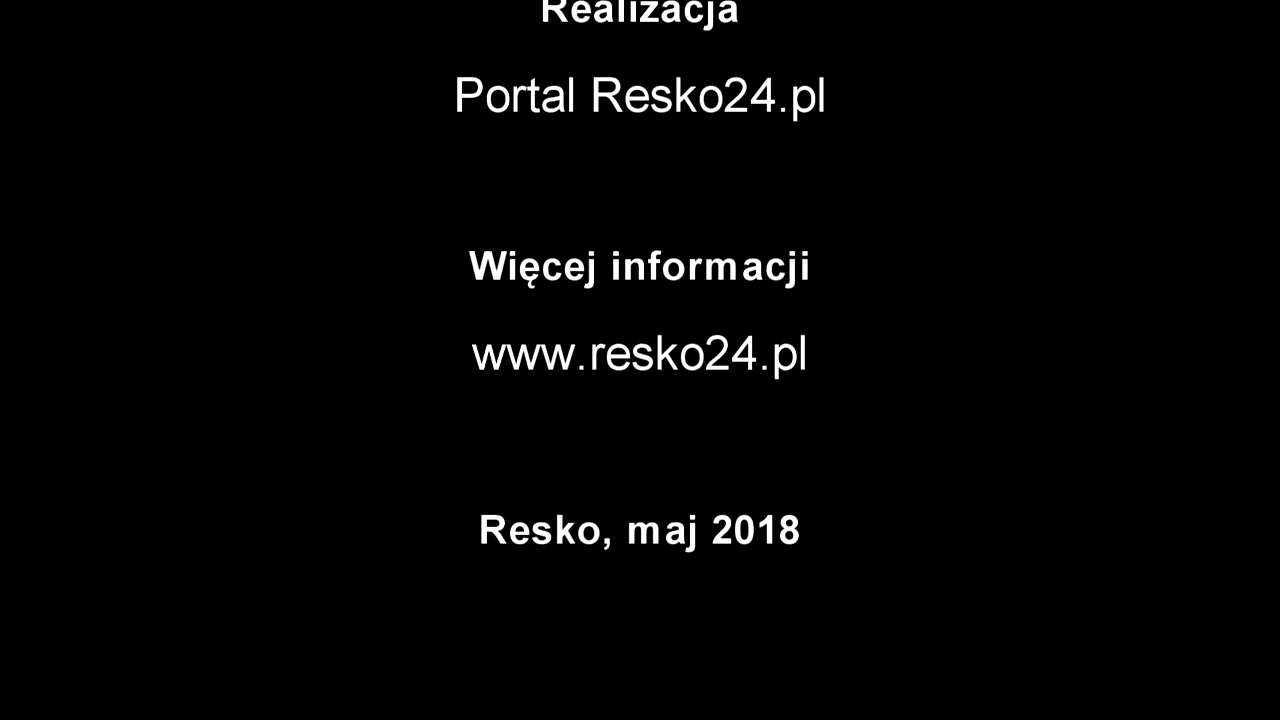 Realizacja
Portal Resko24.pl
Więcej informacji
www.resko24.pl
Resko, maj 2018